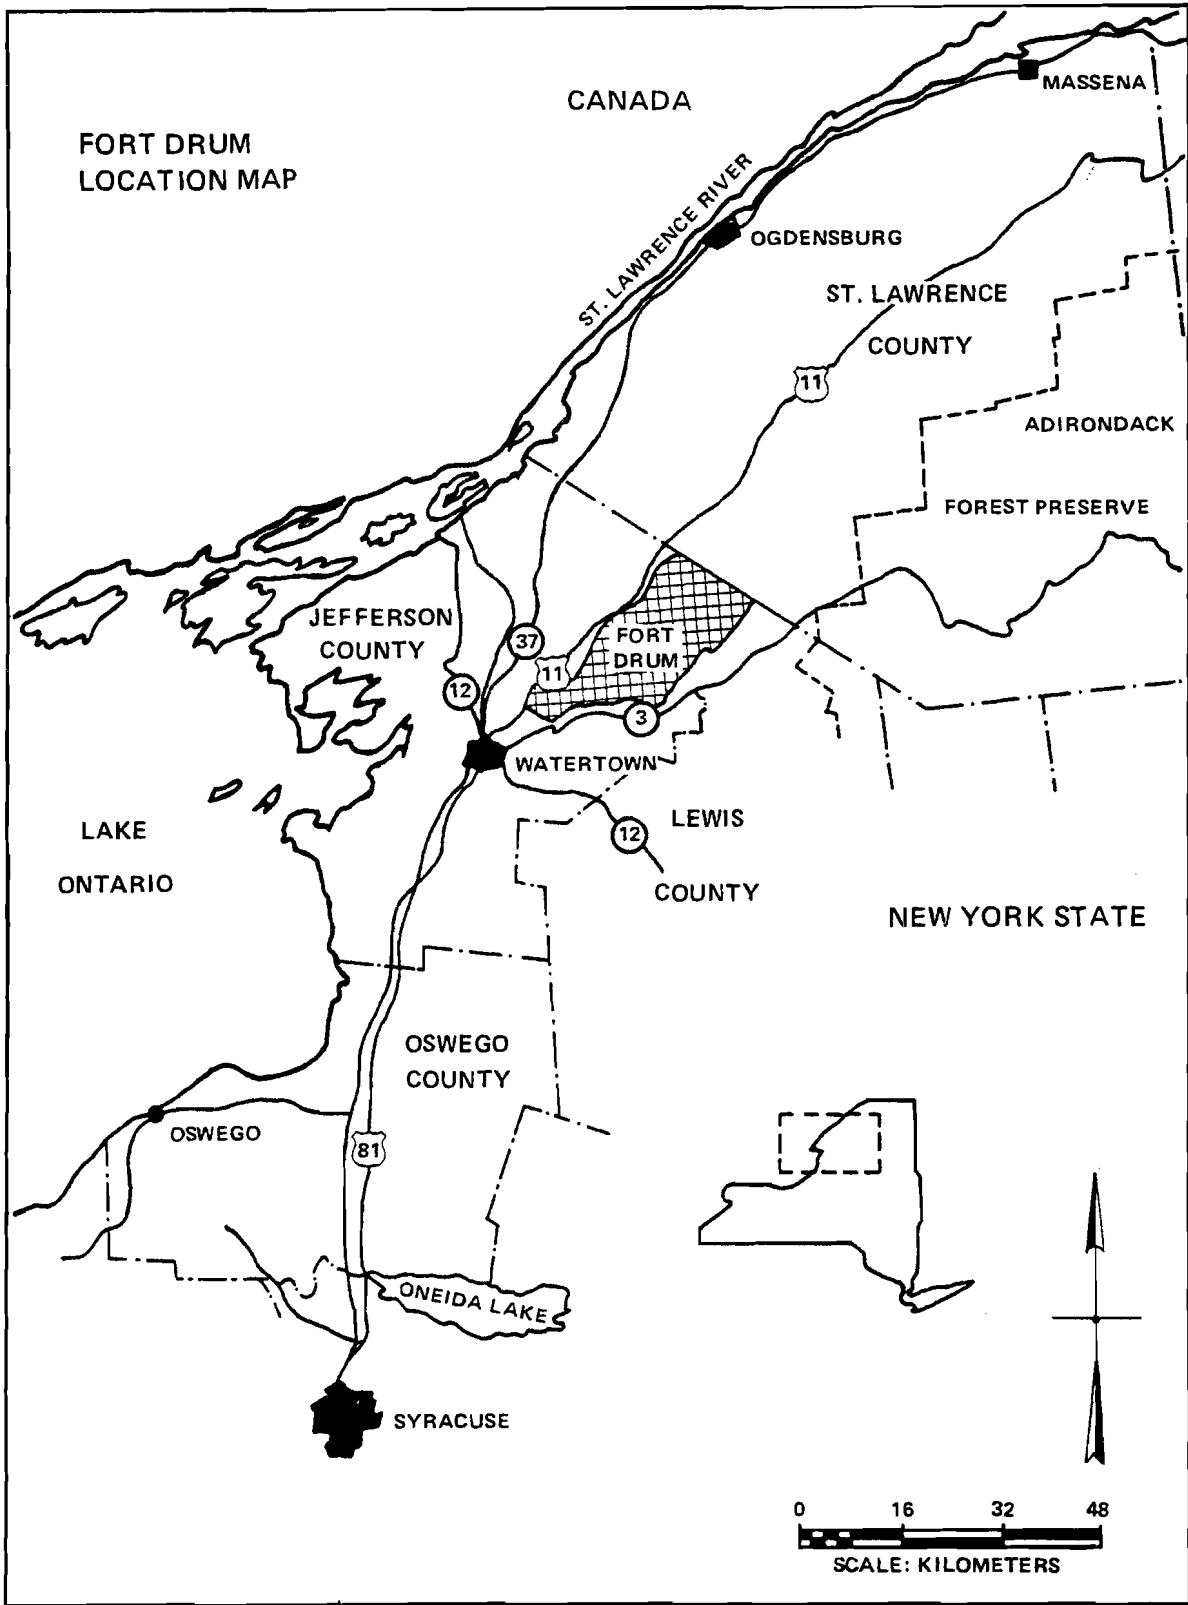 FORT DRUM
LOCATION MAP
CANADA
MASSENA
ST. LAWRENCE RIVER
OGDENSBURG
ST. LAWRENCE
COUNTY
11
ADIRONDACK
FOREST PRESERVE
JEFFERSON
COUNTY
37
FORT
DRUM
11
12
3
WATERTOWN
LEWIS
12
COUNTY
LAKE
ONTARIO
NEW YORK STATE
OSWEGO
COUNTY
OSWEGO
81
ONEIDA LAKE
SYRACUSE
0 16 32 48
SCALE: KILOMETERS